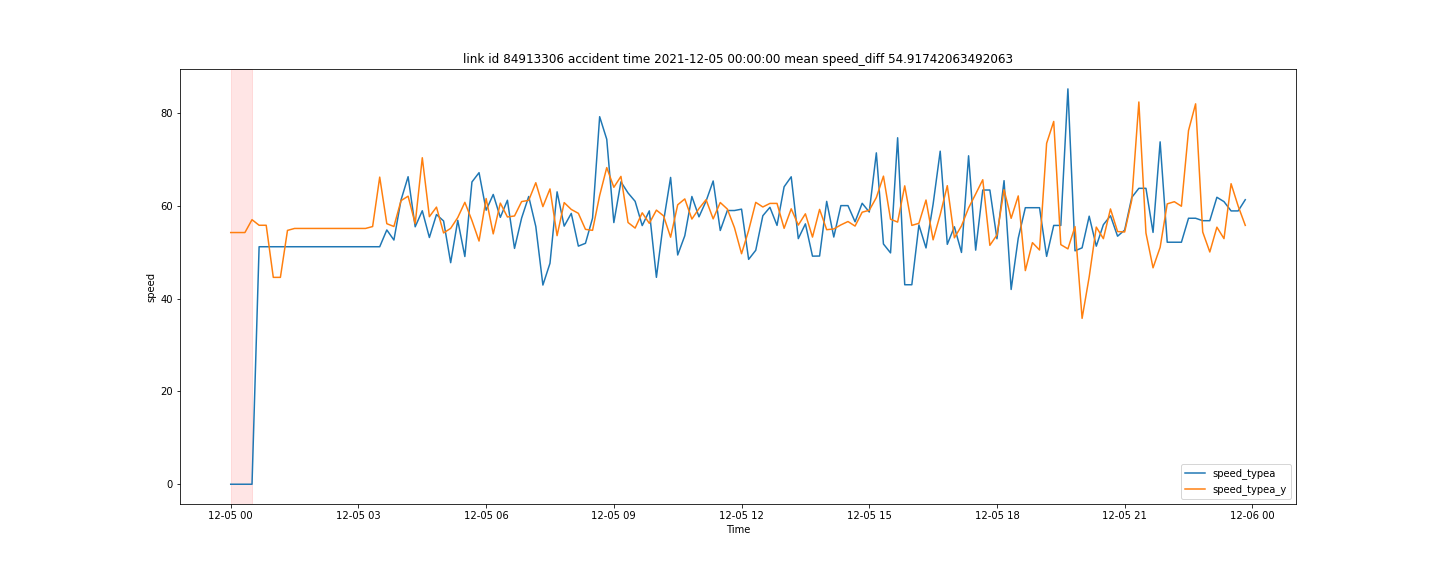 link id 84913306 accident time 2021-12-05 00:00:00 mean speed_diff 54.91742063492063
80
60
40
20
0
speed
12-05 00 12-05 03 12-05 06 12-05 09 12-05 12 12-05 15 12-05 18 12-05 21 12-06 00
Time
speed_typea
speed_typea_y